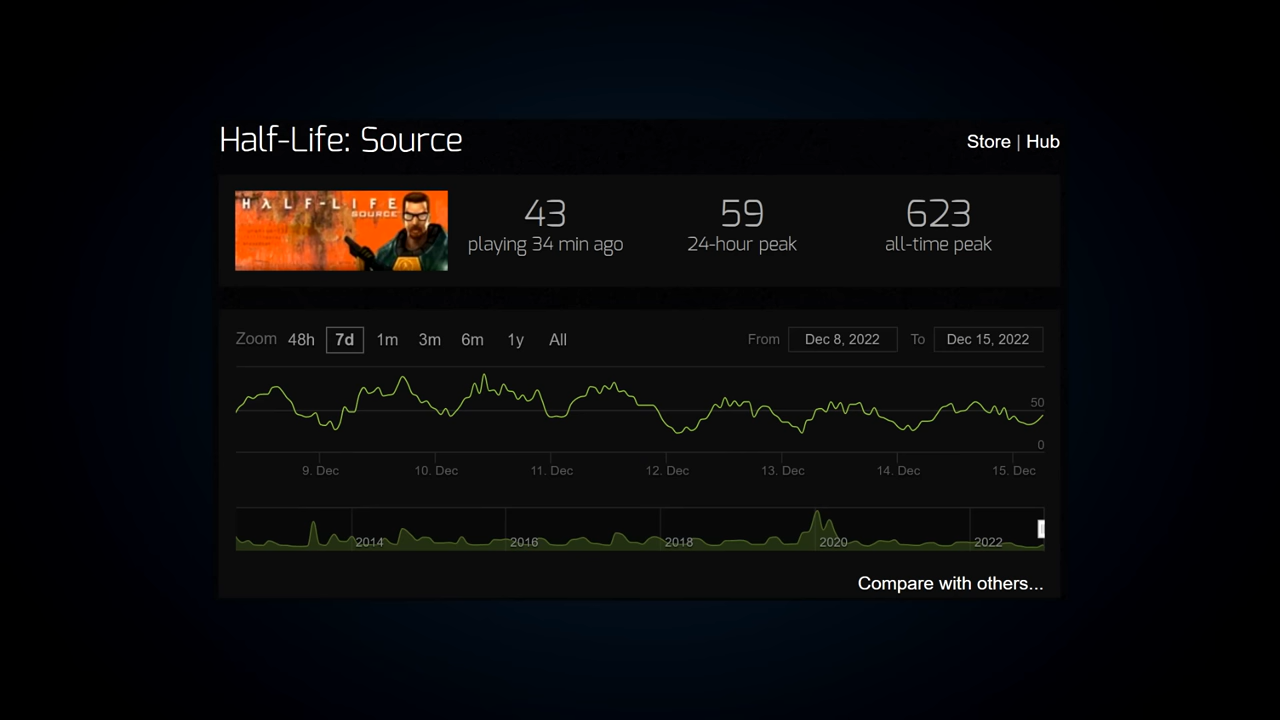 Half-Life: Source
Store | Hub
HλLF-LIFE
SOURCE
43
playing 34 min ago
59
24-hour peak
623
all-time peak
Zoom 48h 7d 1m 3m 6m 1y All
From Dec 8, 2022 To Dec 15, 2022
50
0
9. Dec 10. Dec 11. Dec 12. Dec 13. Dec 14. Dec 15. Dec
2014 2016 2018 2020 2022
Compare with others...